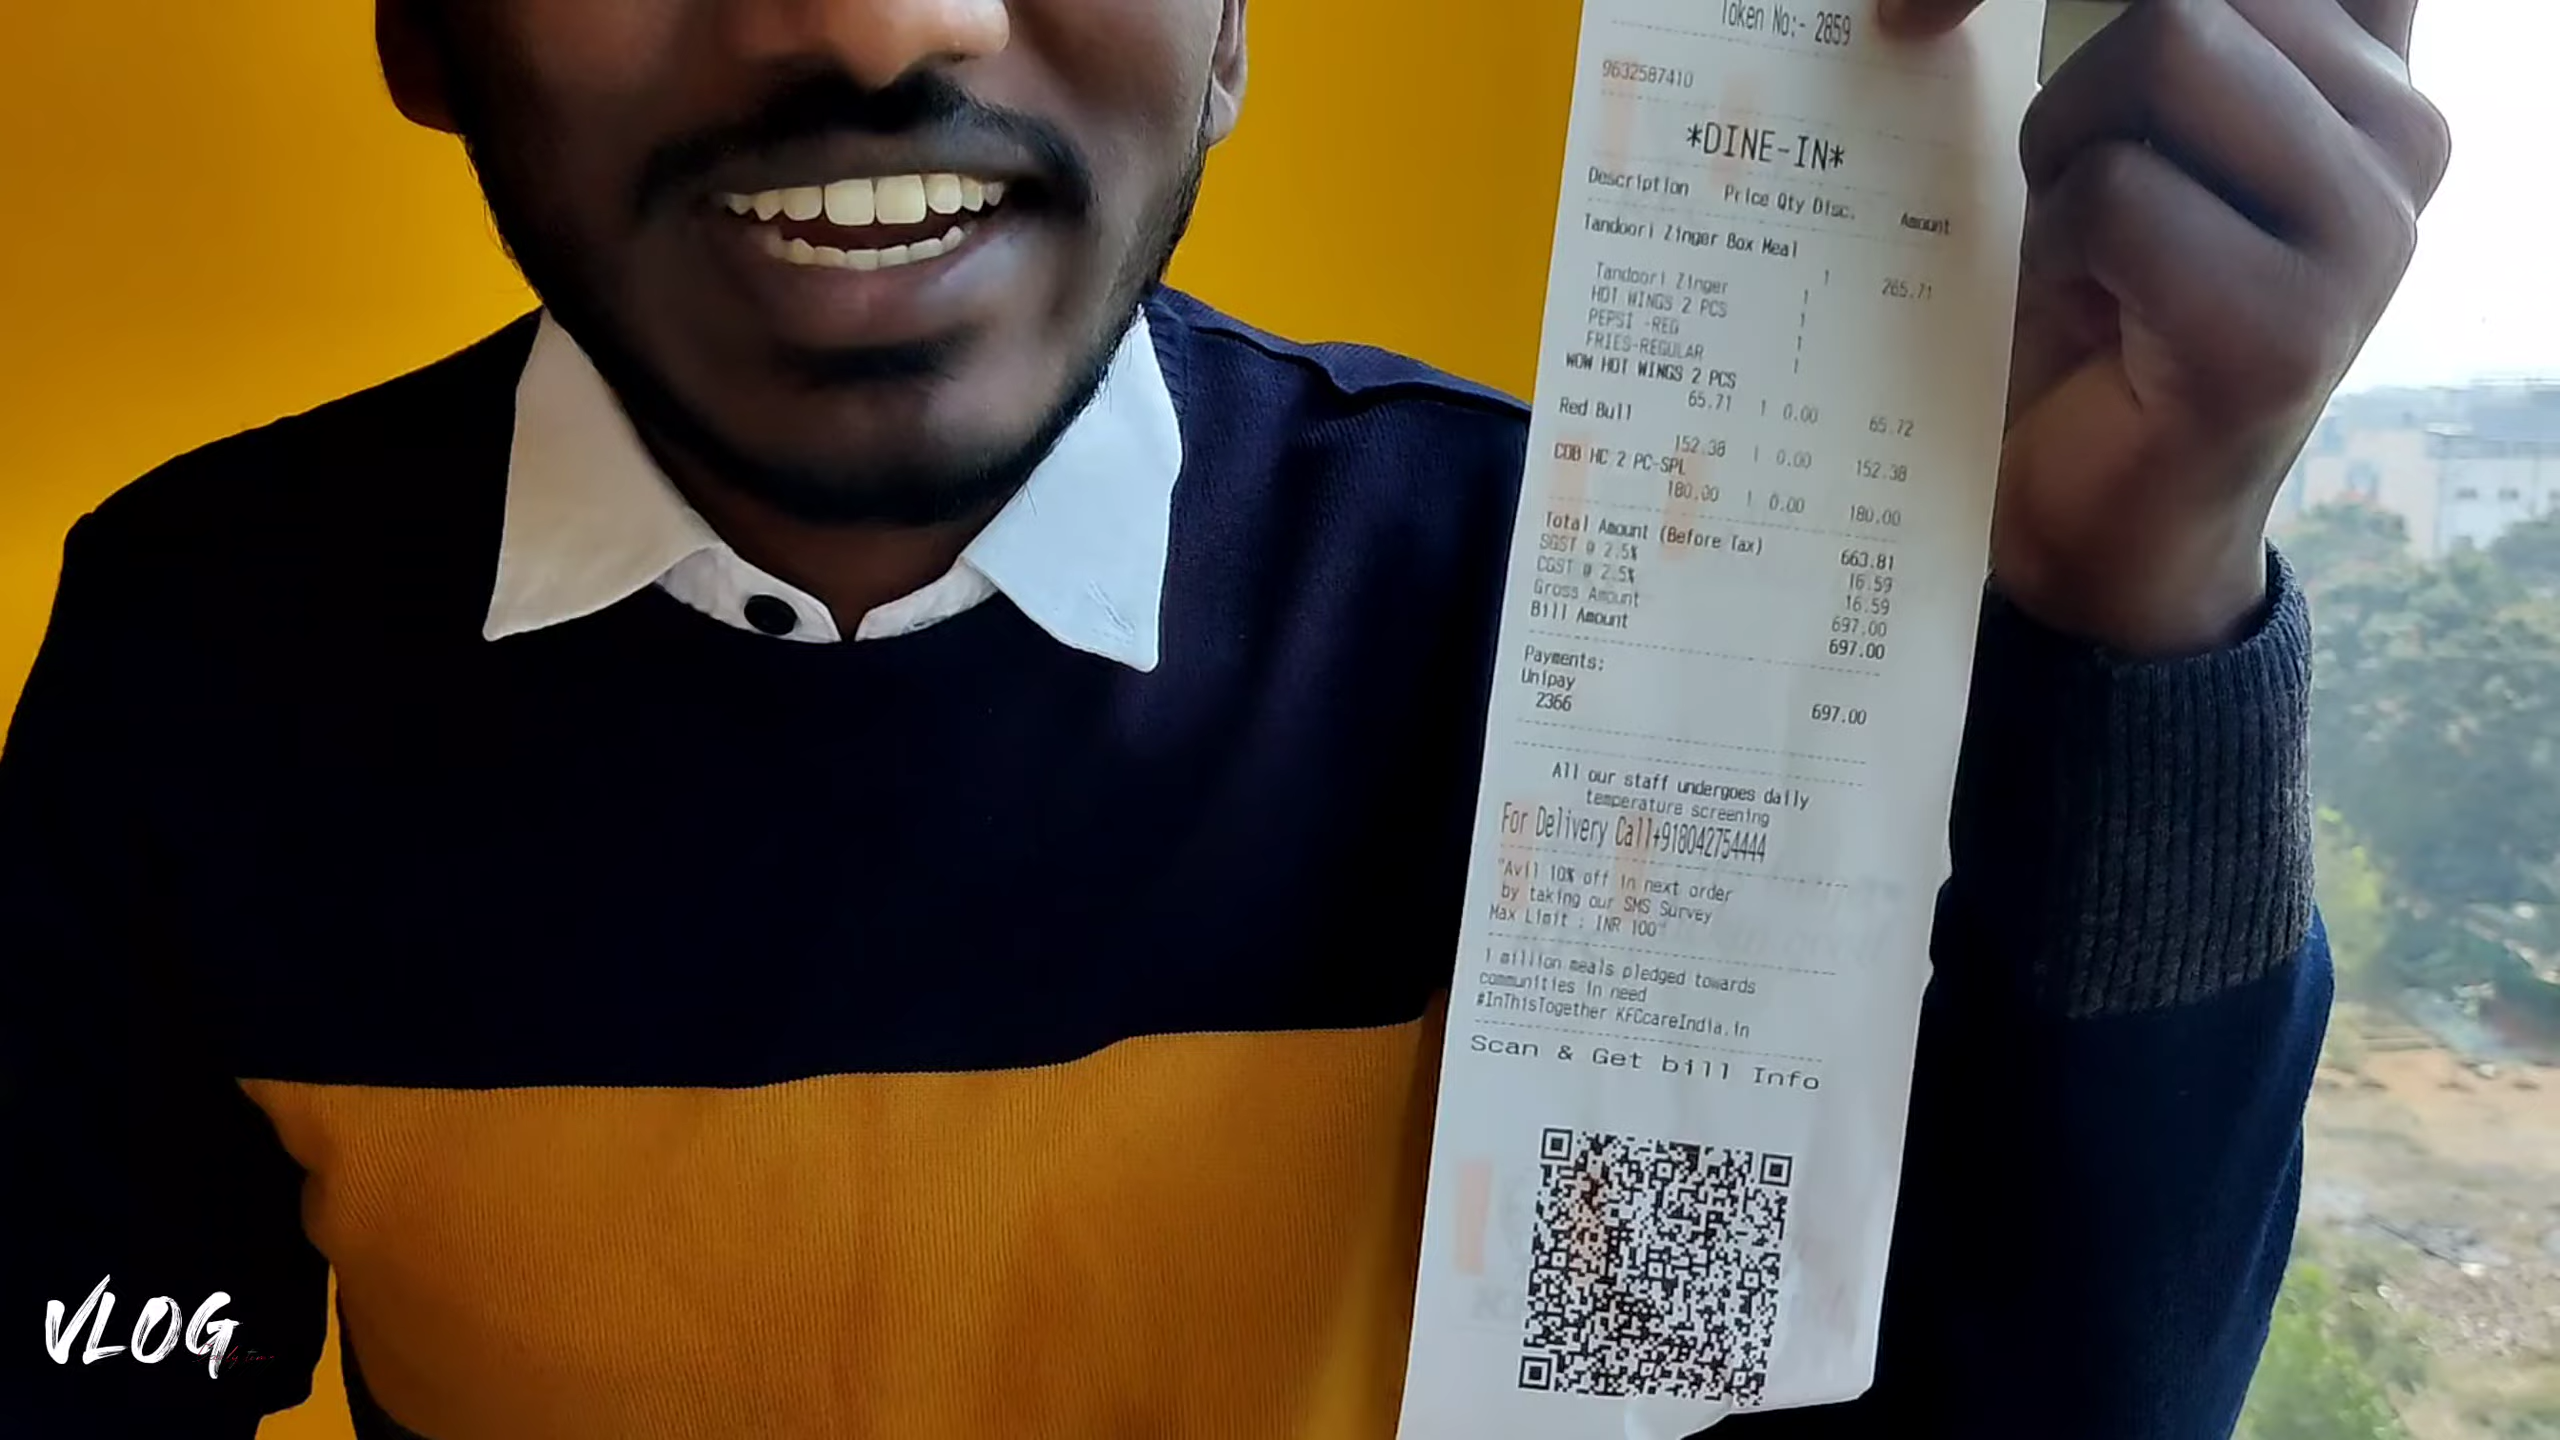 Token No:- 2859
9632587410
*DINE-IN*
Description Price Qty Disc. Amount
Tandoori Zinger Box Meal
1 265.71
Tandoori Zinger 1
HOT WINGS 2 PCS 1
PEPSI -REG 1
FRIES-REGULAR 1
WOW HOT WINGS 2 PCS
65.71 1 0.00 65.72
Red Bull
152.38 1 0.00 152.38
COB HC 2 PC-SPL
180.00 1 0.00 180.00
Total Amount (Before Tax) 663.81
SGST @ 2.5% 16.59
CGST @ 2.5% 16.59
Gross Amount 697.00
Bill Amount 697.00
Payments:
Unipay
2366 697.00
All our staff undergoes daily
temperature screening
For Delivery Call+918042754444
"Avil 10% off in next order
by taking our SMS Survey
Max Limit : INR 100"
1 million meals pledged towards
communities in need
#InThisTogether KFCcareIndia.in
Scan & Get bill Info
VLOG